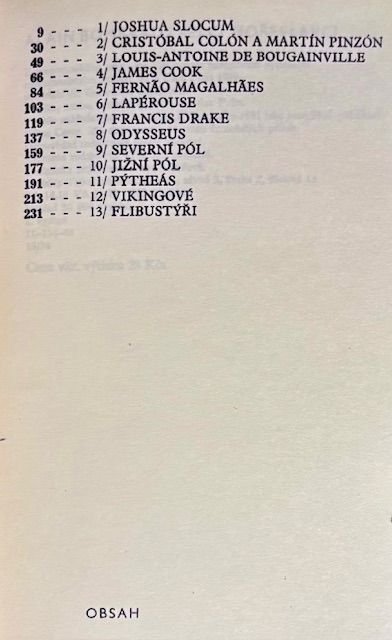 9 - - - 1/ JOSHUA SLOCUM
30 - - - 2/ CRISTÓBAL COLÓN A MARTÍN PINZÓN
49 - - - 3/ LOUIS-ANTOINE DE BOUGAINVILLE
66 - - - 4/ JAMES COOK
84 - - - 5/ FERNÃO MAGALHÃES
103 - - - 6/ LAPÉROUSE
119 - - - 7/ FRANCIS DRAKE
137 - - - 8/ ODYSSEUS
159 - - - 9/ SEVERNÍ PÓL
177 - - - 10/ JIŽNÍ PÓL
191 - - - 11/ PÝTHEÁS
213 - - - 12/ VIKINGOVÉ
231 - - - 13/ FLIBUSTÝŘI
OBSAH